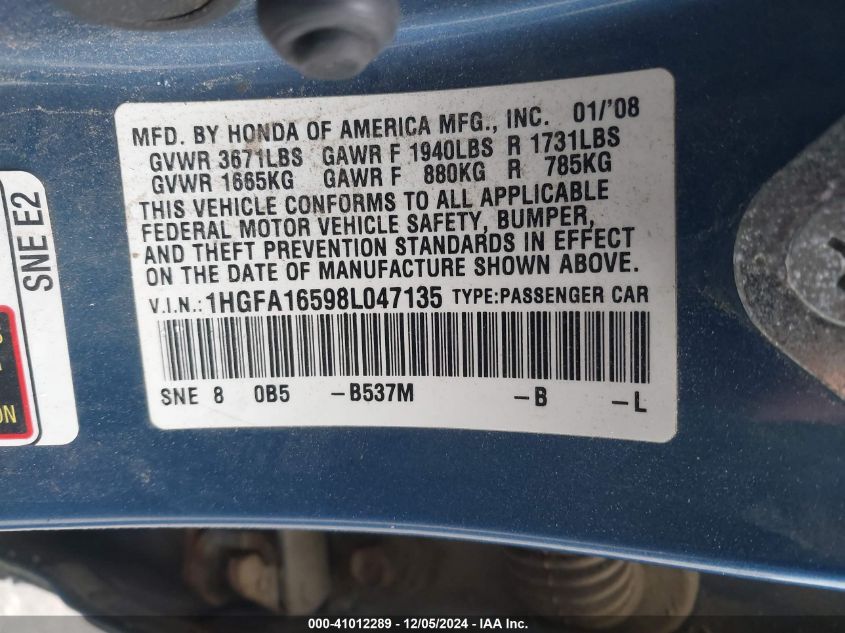 MFD. BY HONDA OF AMERICA MFG., INC. 01/'08
GVWR 3671LBS GAWR F 1940LBS R 1731LBS
GVWR 1665KG GAWR F 880KG R 785KG
THIS VEHICLE CONFORMS TO ALL APPLICABLE
FEDERAL MOTOR VEHICLE SAFETY, BUMPER,
AND THEFT PREVENTION STANDARDS IN EFFECT
ON THE DATE OF MANUFACTURE SHOWN ABOVE.
V.I.N.: 1HGFA16598L047135 TYPE:PASSENGER CAR
SNE 8 0B5 -B537M -B -L
SNE E2
ON
000-41012289 - 12/05/2024 - IAA Inc.